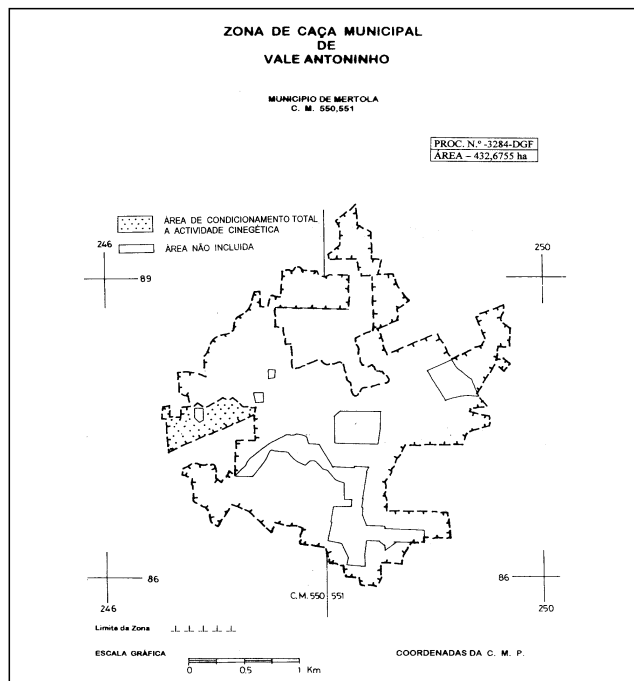 ZONA DE CAÇA MUNICIPAL
DE
VALE ANTONINHO
MUNICIPIO DE MERTOLA
C. M. 550,551
PROC. N.º -3284-DGF
ÁREA – 432,6755 ha
ÁREA DE CONDICIONAMENTO TOTAL
A ACTIVIDADE CINEGÉTICA
ÁREA NÃO INCLUIDA
246
89
250
86
246
C. M. 550 551
86
250
Limite da Zona
ESCALA GRÁFICA
0 0.5 1 Km
COORDENADAS DA C. M. P.